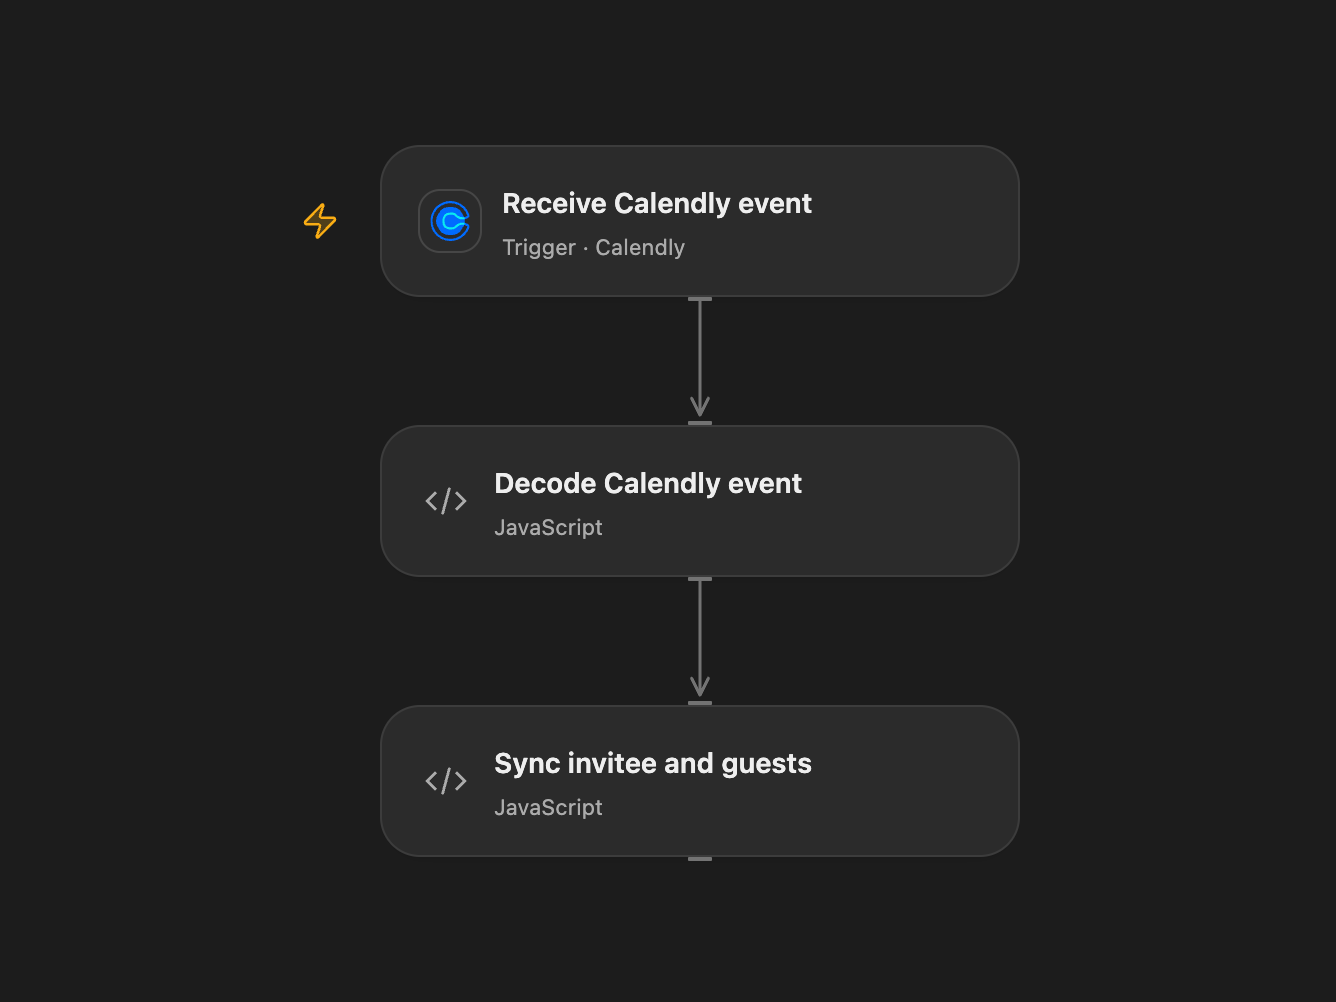 Receive Calendly event
Trigger · Calendly
Decode Calendly event
JavaScript
Sync invitee and guests
JavaScript